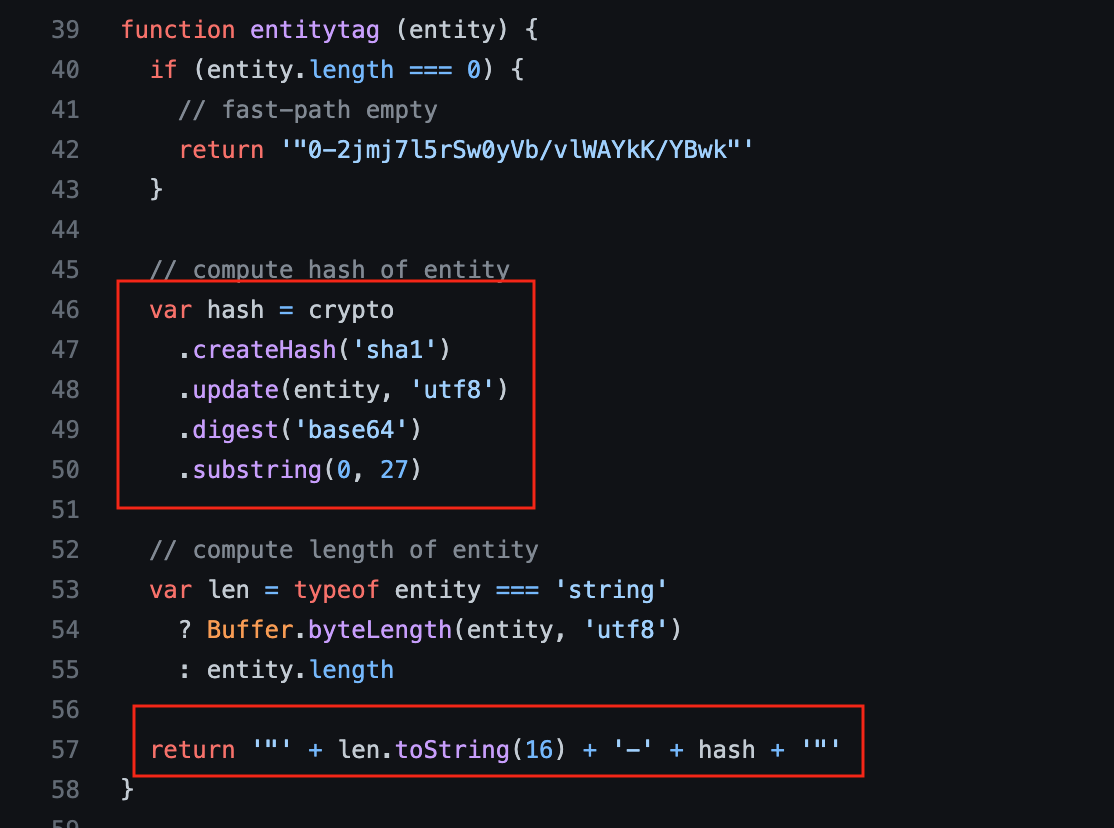 39 function entitytag (entity) {
40 if (entity.length === 0) {
41 // fast-path empty
42 return '"0-2jmj7l5rSw0yVb/vlWAYkK/YBwk"'
43 }
44
45 // compute hash of entity
46 var hash = crypto
47 .createHash('sha1')
48 .update(entity, 'utf8')
49 .digest('base64')
50 .substring(0, 27)
51
52 // compute length of entity
53 var len = typeof entity === 'string'
54 ? Buffer.byteLength(entity, 'utf8')
55 : entity.length
56
57 return '"' + len.toString(16) + '-' + hash + '"'
58 }
59